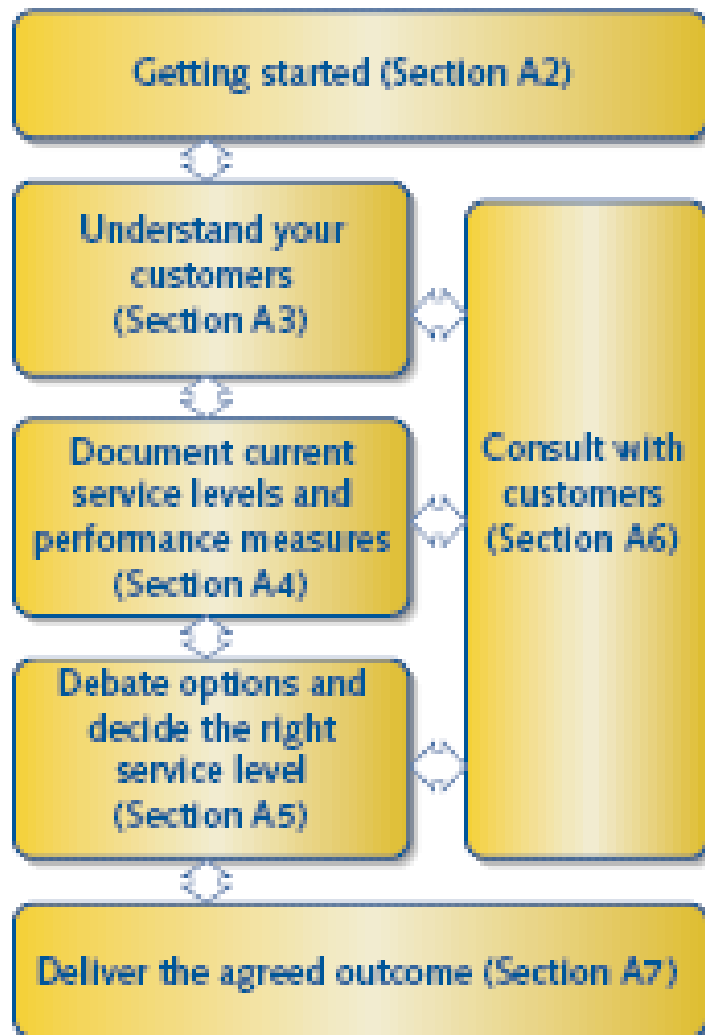 Getting started (Section A2)
Understand your
customers
(Section A3)
Document current
service levels and
performance measures
(Section A4)
Consult with
customers
(Section A6)
Debate options and
decide the right
service level
(Section A5)
Deliver the agreed outcome (Section A7)